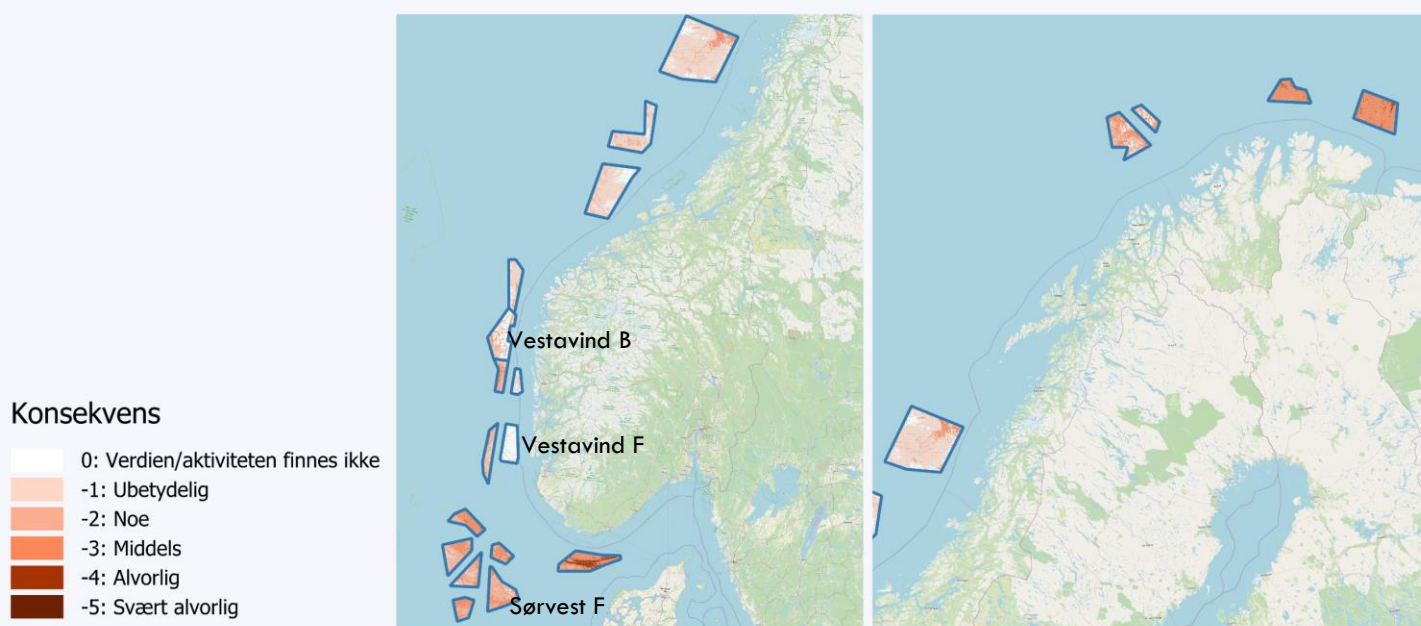 Konsekvens
0: Verdien/aktiviteten finnes ikke
-1: Ubetydelig
-2: Noe
-3: Middels
-4: Alvorlig
-5: Svært alvorlig
Vestavind B
Vestavind F
Sørvest F